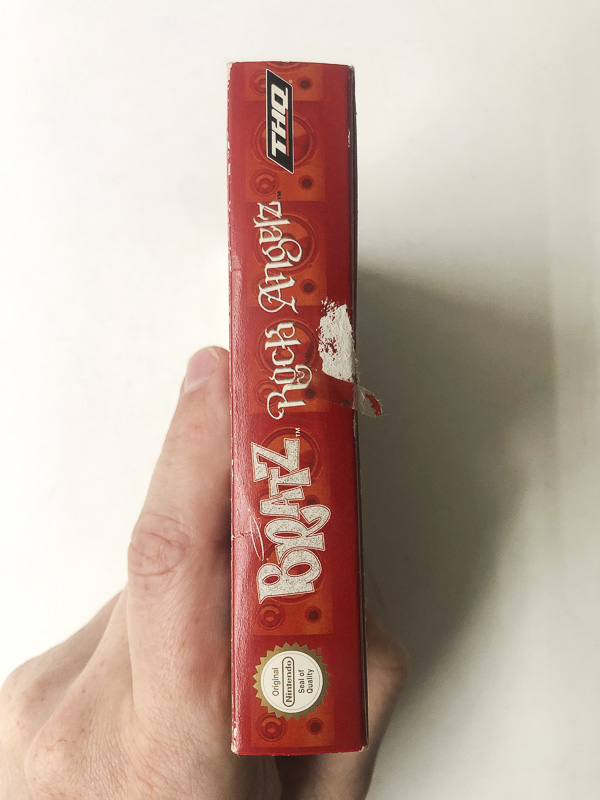 THQ
BRATZ™ Rock Angelz™
Original
Nintendo
Seal of
Quality